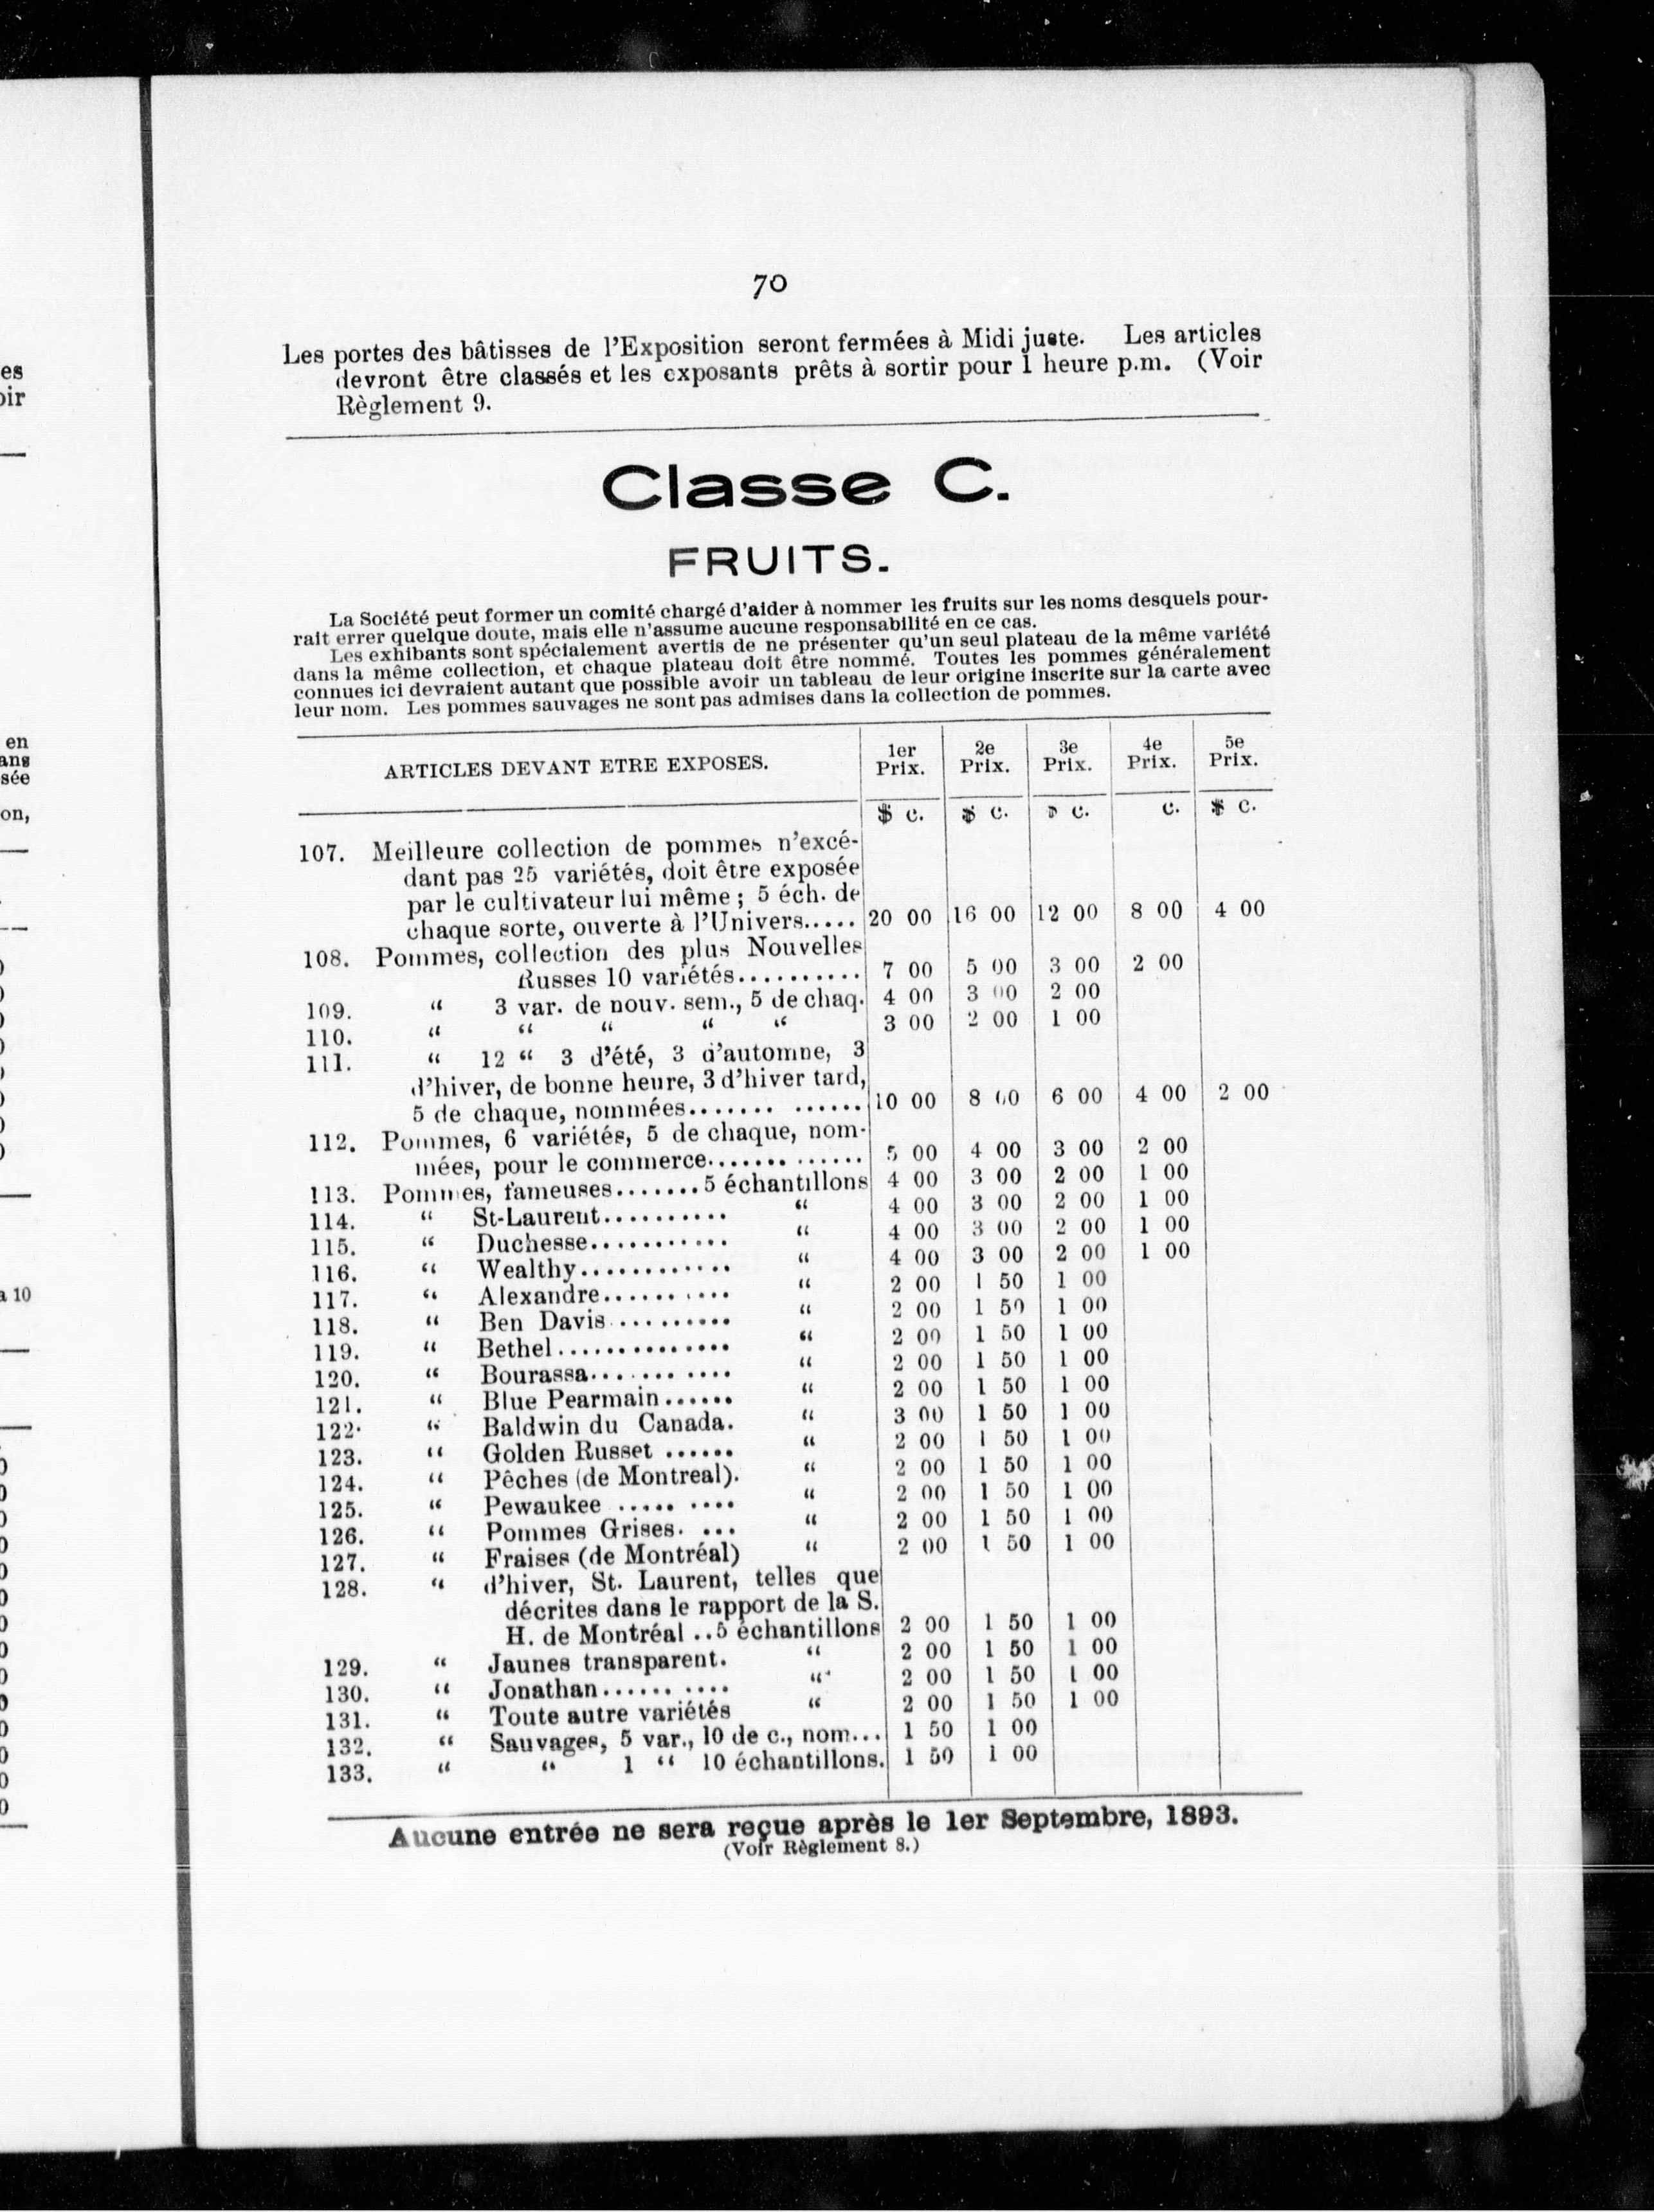 70
Les portes des bâtisses de l'Exposition seront fermées à Midi juste. Les articles
devront être classés et les exposants prêts à sortir pour 1 heure p.m. (Voir
Règlement 9.
Classe C.
FRUITS.
La Société peut former un comité chargé d'aider à nommer les fruits sur les noms desquels pour-
rait errer quelque doute, mais elle n'assume aucune responsabilité en ce cas.
Les exhibants sont spécialement avertis de ne présenter qu'un seul plateau de la même variété
dans la même collection, et chaque plateau doit être nommé. Toutes les pommes généralement
connues ici devraient autant que possible avoir un tableau de leur origine inscrite sur la carte avec
leur nom. Les pommes sauvages ne sont pas admises dans la collection de pommes.
ARTICLES DEVANT ETRE EXPOSES. 1er Prix. 2e Prix. 3e Prix. 4e Prix. 5e Prix.
$ c. $ c. $ c. c. $ c.
107. Meilleure collection de pommes n'excé-
dant pas 25 variétés, doit être exposée
par le cultivateur lui même ; 5 éch. de
chaque sorte, ouverte à l'Univers..... 20 00 16 00 12 00 8 00 4 00
108. Pommes, collection des plus Nouvelles
Russes 10 variétés.......... 7 00 5 00 3 00 2 00
109. " 3 var. de nouv. sem., 5 de chaq. 4 00 3 00 2 00
110. " " " " " 3 00 2 00 1 00
111. " 12 " 3 d'été, 3 d'automne, 3
d'hiver, de bonne heure, 3 d'hiver tard,
5 de chaque, nommées....... ...... 10 00 8 00 6 00 4 00 2 00
112. Pommes, 6 variétés, 5 de chaque, nom-
mées, pour le commerce....... ...... 5 00 4 00 3 00 2 00
113. Pommes, fameuses.......5 échantillons 4 00 3 00 2 00 1 00
114. " St-Laurent.......... " 4 00 3 00 2 00 1 00
115. " Duchesse........... " 4 00 3 00 2 00 1 00
116. " Wealthy............ " 4 00 3 00 2 00 1 00
117. " Alexandre.......... " 2 00 1 50 1 00
118. " Ben Davis.......... " 2 00 1 50 1 00
119. " Bethel.............. " 2 00 1 50 1 00
120. " Bourassa........... " 2 00 1 50 1 00
121. " Blue Pearmain...... " 2 00 1 50 1 00
122. " Baldwin du Canada. " 3 00 1 50 1 00
123. " Golden Russet ...... " 2 00 1 50 1 00
124. " Pêches (de Montreal). " 2 00 1 50 1 00
125. " Pewaukee ..... .... " 2 00 1 50 1 00
126. " Pommes Grises. ... " 2 00 1 50 1 00
127. " Fraises (de Montréal) " 2 00 1 50 1 00
128. " d'hiver, St. Laurent, telles que
décrites dans le rapport de la S.
H. de Montréal ..5 échantillons 2 00 1 50 1 00
129. " Jaunes transparent. " 2 00 1 50 1 00
130. " Jonathan...... .... " 2 00 1 50 1 00
131. " Toute autre variétés " 2 00 1 50 1 00
132. " Sauvages, 5 var., 10 de c., nom... 1 50 1 00
133. " " 1 " 10 échantillons. 1 50 1 00
Aucune entrée ne sera reçue après le 1er Septembre, 1893.
(Voir Règlement 8.)